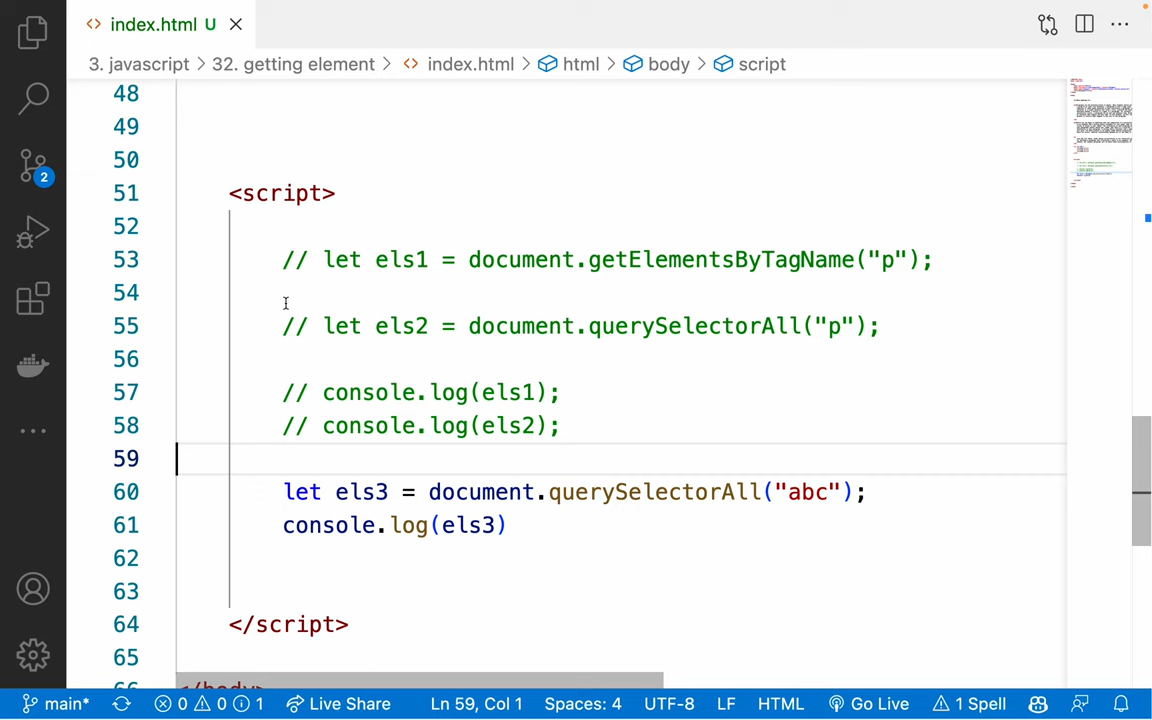 index.html U
3. javascript > 32. getting element > index.html > html > body > script
48
49
50
51 <script>
52
53 // let els1 = document.getElementsByTagName("p");
54
55 // let els2 = document.querySelectorAll("p");
56
57 // console.log(els1);
58 // console.log(els2);
59
60 let els3 = document.querySelectorAll("abc");
61 console.log(els3)
62
63
64 </script>
65
66 </body>
2
main* 0 0 1 Live Share Ln 59, Col 1 Spaces: 4 UTF-8 LF HTML Go Live 1 Spell